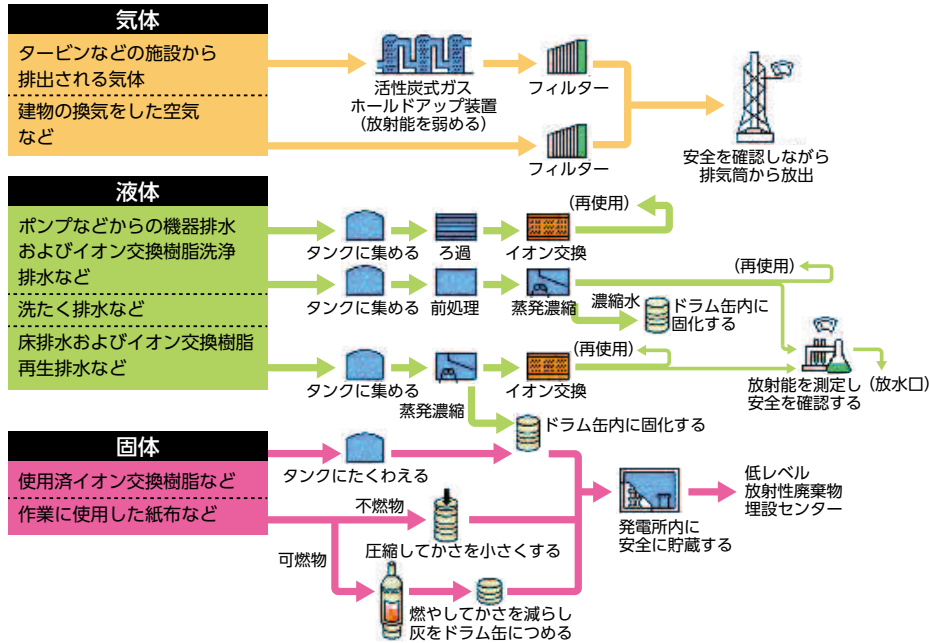 気体
タービンなどの施設から
排出される気体
建物の換気をした空気
など
活性炭式ガス
ホールドアップ装置
(放射能を弱める)
フィルター
フィルター
安全を確認しながら
排気筒から放出
液体
ポンプなどからの機器排水
およびイオン交換樹脂洗浄
排水など
洗たく排水など
床排水およびイオン交換樹脂
再生排水など
タンクに集める
ろ過
イオン交換
(再使用)
タンクに集める
前処理
蒸発濃縮
(再使用)
濃縮水
ドラム缶内に
固化する
タンクに集める
蒸発濃縮
イオン交換
(再使用)
放射能を測定し
安全を確認する
(放水口)
ドラム缶内に固化する
固体
使用済イオン交換樹脂など
作業に使用した紙布など
タンクにたくわえる
不燃物
圧縮してかさを小さくする
可燃物
燃やしてかさを減らし
灰をドラム缶につめる
発電所内に
安全に貯蔵する
低レベル
放射性廃棄物
埋設センター